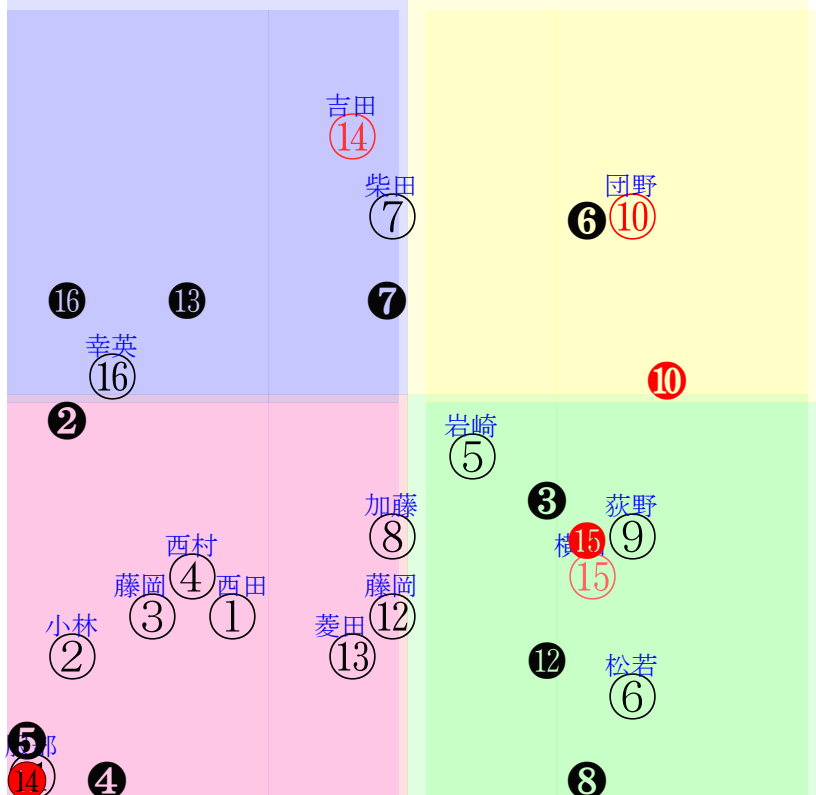 吉田
⑭
柴田
⑦
団野
⑩
❻
⓰
⓭
❼
幸英
⑯
❿
❷
岩崎
⑤
❸
加藤
⑧
荻野
⑨
⓯
西村
④
⑮
藤岡
③
西田
①
藤岡
⑫
小林
②
菱田
⑬
⓬
松若
⑥
❺
⓮
❹
❽